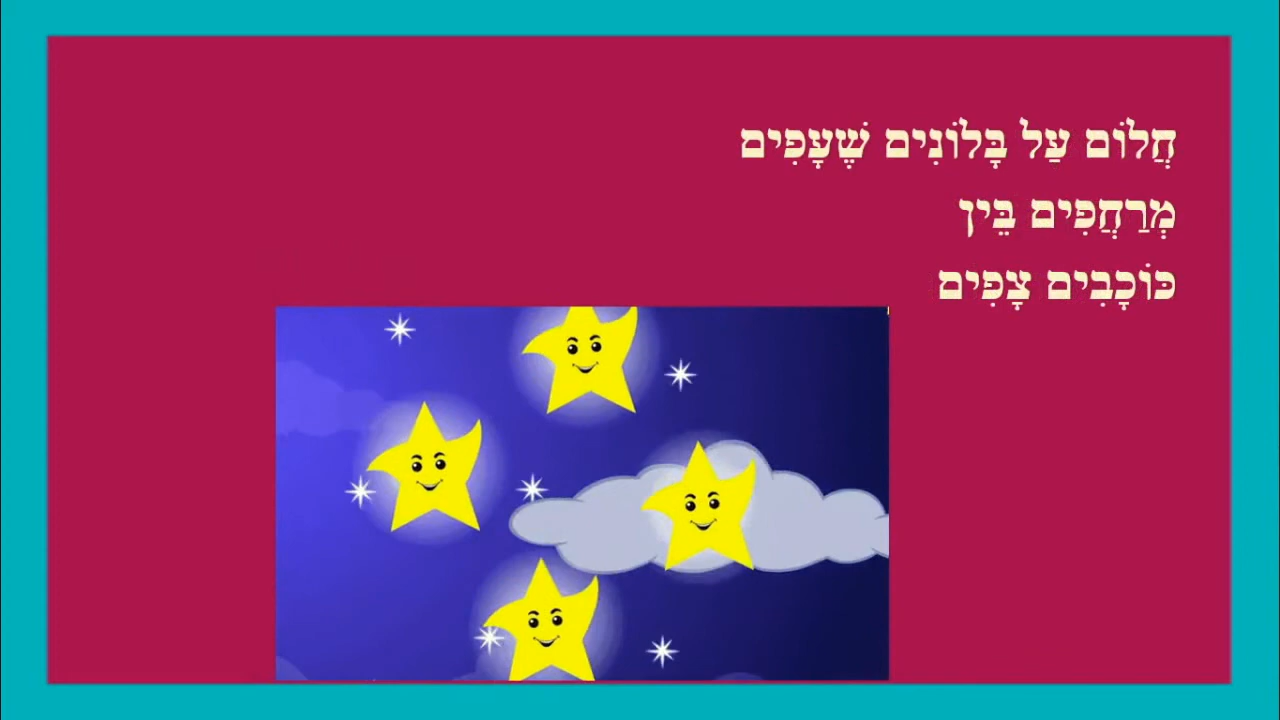 חֲלוֹם עַל בָּלוֹנִים שֶׁעָפִים
מְרַחֲפִים בֵּין
כּוֹכָבִים צָפִים